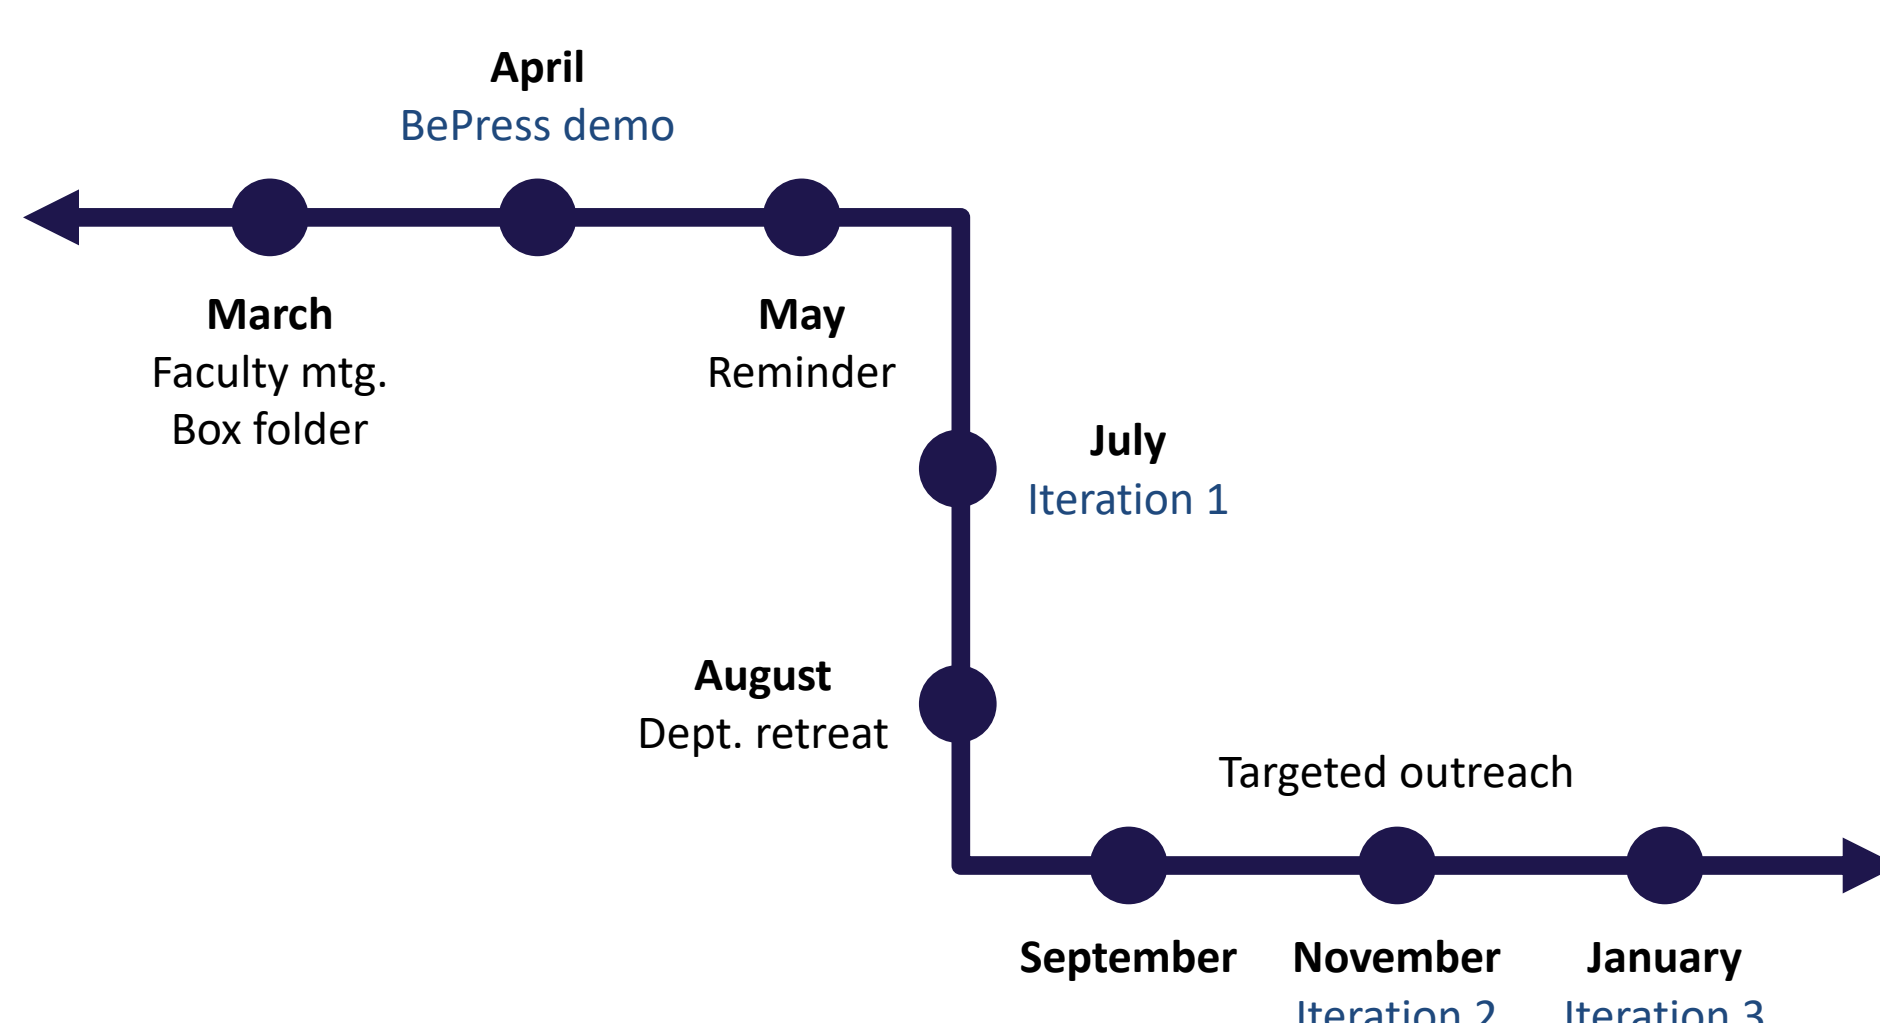 April
BePress demo
March
Faculty mtg.
Box folder
May
Reminder
July
Iteration 1
August
Dept. retreat
Targeted outreach
September
November
Iteration 2
January
Iteration 3